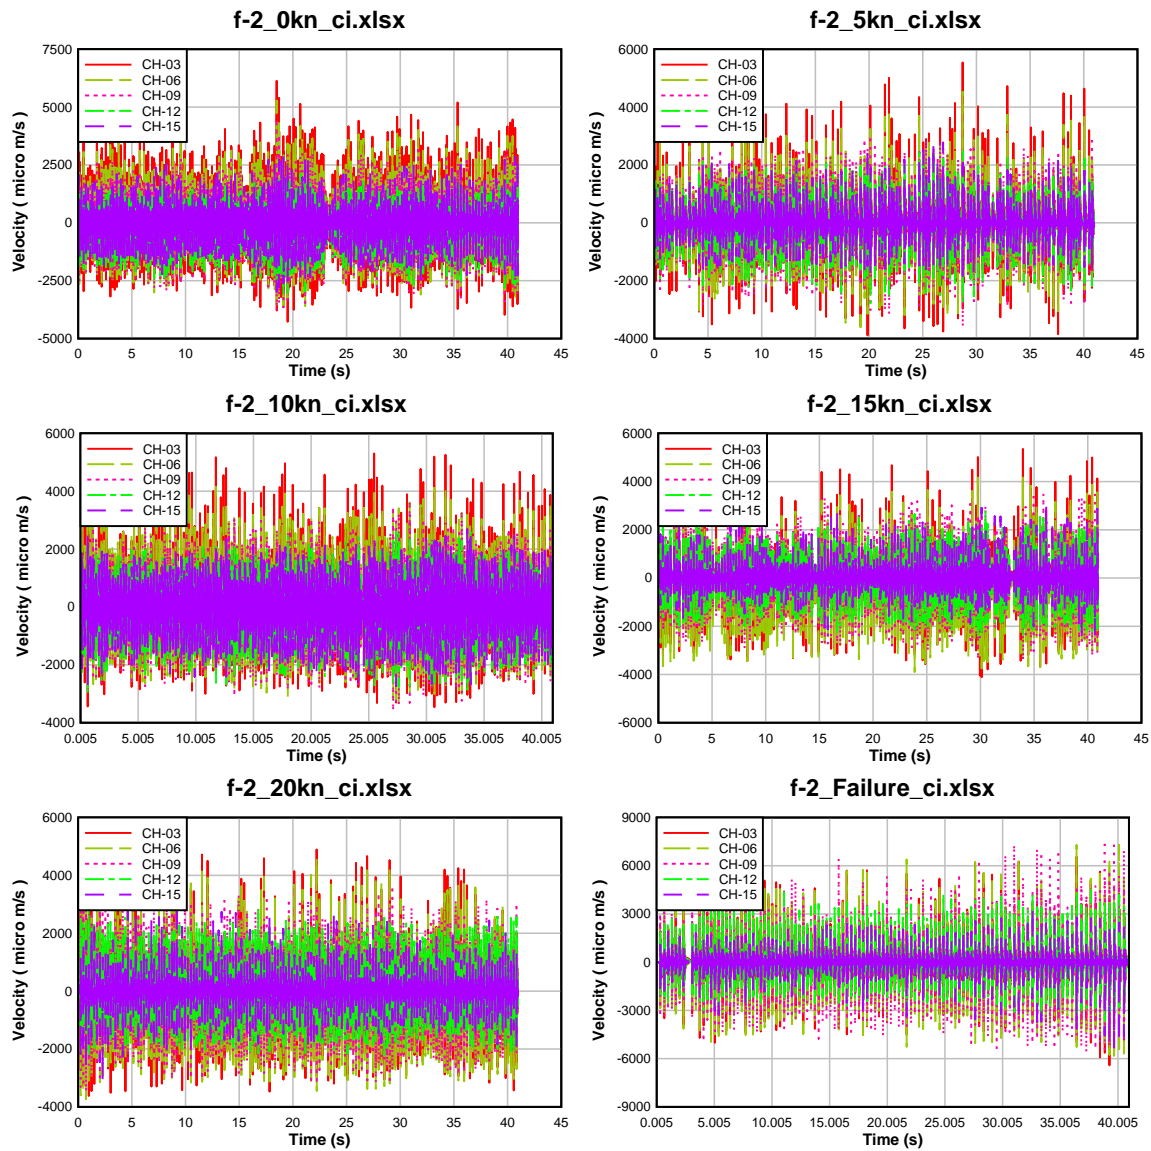 f-2_0kn_ci.xlsx
7500
5000
2500
0
-2500
-5000
Velocity ( micro m/s )
CH-03
CH-06
CH-09
CH-12
CH-15
0 5 10 15 20 25 30 35 40 45
Time (s)
f-2_5kn_ci.xlsx
6000
4000
2000
0
-2000
-4000
Velocity ( micro m/s )
CH-03
CH-06
CH-09
CH-12
CH-15
0 5 10 15 20 25 30 35 40 45
Time (s)
f-2_10kn_ci.xlsx
6000
4000
2000
0
-2000
-4000
Velocity ( micro m/s )
CH-03
CH-06
CH-09
CH-12
CH-15
0.005 5.005 10.005 15.005 20.005 25.005 30.005 35.005 40.005
Time (s)
f-2_15kn_ci.xlsx
6000
4000
2000
0
-2000
-4000
-6000
Velocity ( micro m/s )
CH-03
CH-06
CH-09
CH-12
CH-15
0 5 10 15 20 25 30 35 40 45
Time (s)
f-2_20kn_ci.xlsx
6000
4000
2000
0
-2000
-4000
Velocity ( micro m/s )
CH-03
CH-06
CH-09
CH-12
CH-15
0 5 10 15 20 25 30 35 40 45
Time (s)
f-2_Failure_ci.xlsx
9000
6000
3000
0
-3000
-6000
-9000
Velocity ( micro m/s )
CH-03
CH-06
CH-09
CH-12
CH-15
0.005 5.005 10.005 15.005 20.005 25.005 30.005 35.005 40.005
Time (s)